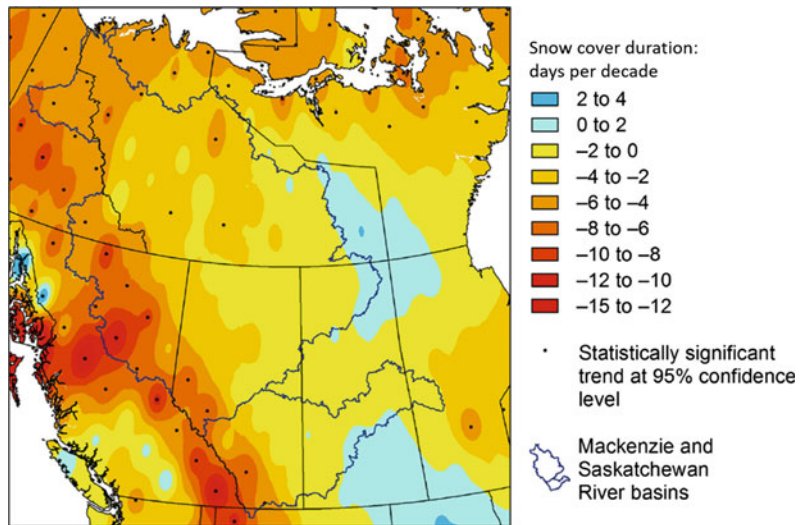 Snow cover duration:
days per decade
2 to 4
0 to 2
–2 to 0
–4 to –2
–6 to –4
–8 to –6
–10 to –8
–12 to –10
–15 to –12
Statistically significant
trend at 95% confidence
level
Mackenzie and
Saskatchewan
River basins